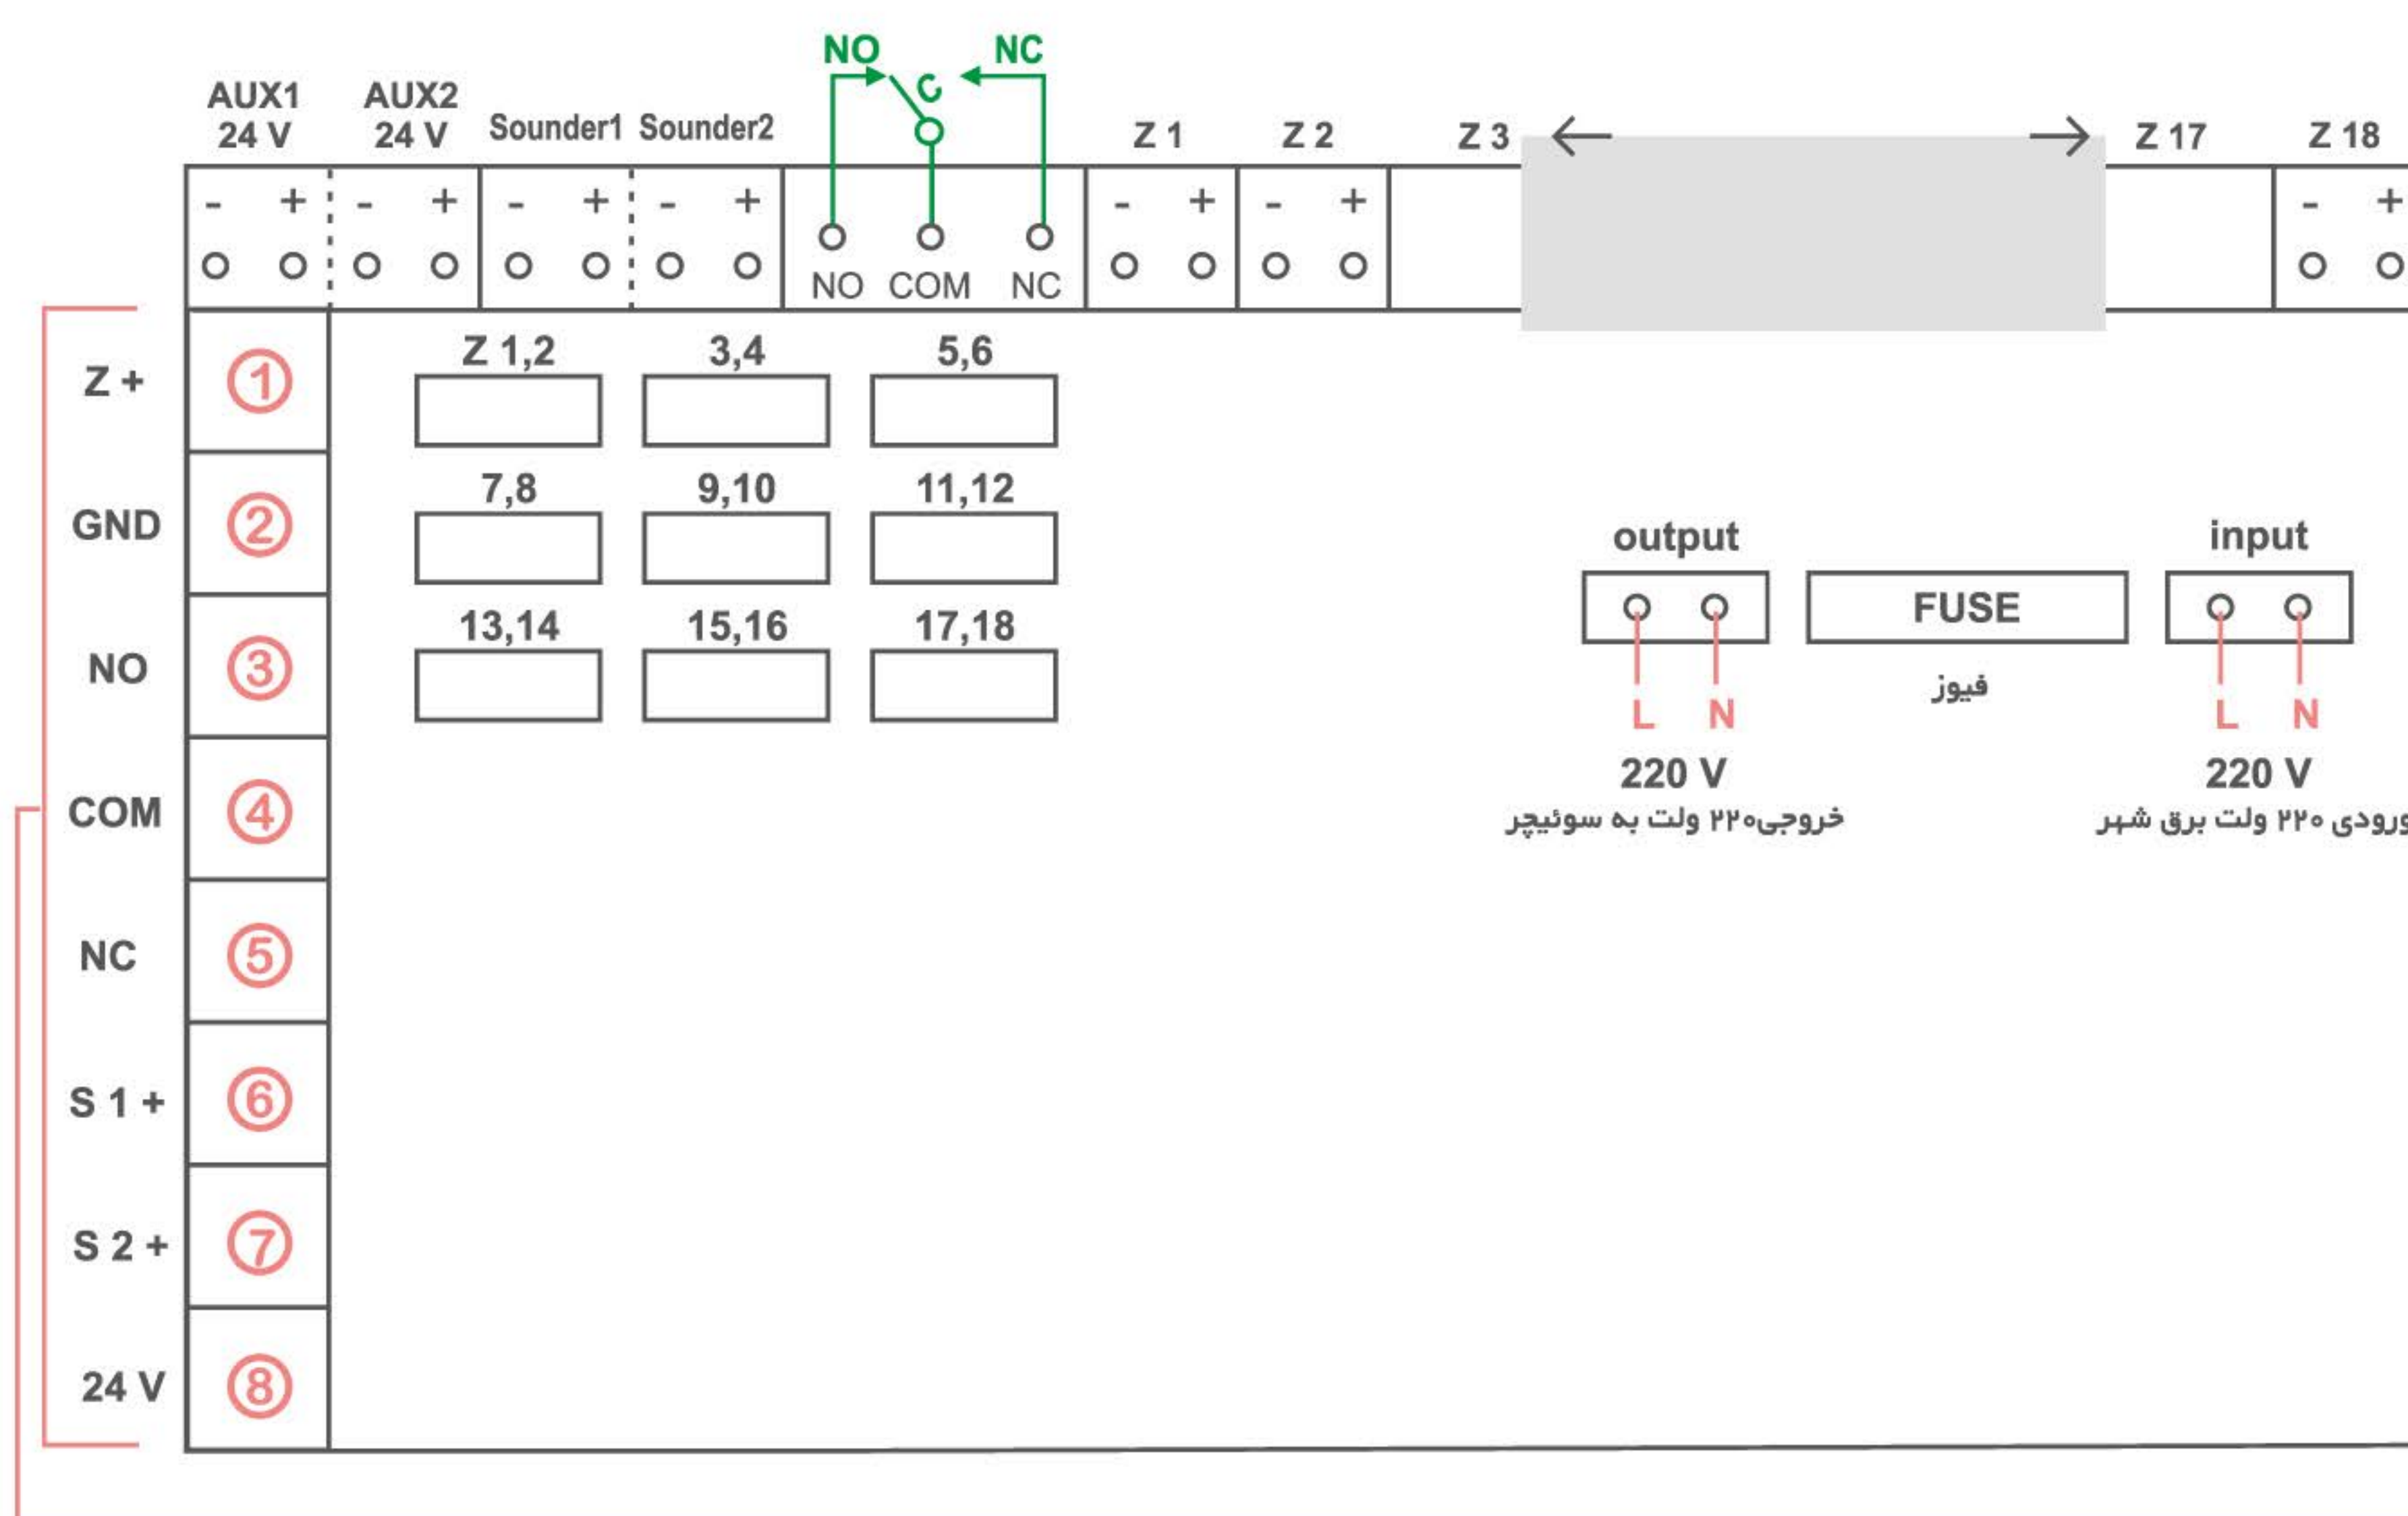 NO NC
C
AUX1 AUX2
24 V 24 V Sounder1 Sounder2 Z 1 Z 2 Z 3 Z 17 Z 18
- + - + - + - + - + - + - +
NO COM NC
Z + 1 Z 1,2 3,4 5,6
7,8 9,10 11,12
GND 2
output input
FUSE
13,14 15,16 17,18
NO 3
فیوز
L N L N
220 V 220 V
خروجی۲۲۰ ولت به سوئیچر
ورودی ۲۲۰ ولت برق شهر
COM 4
NC 5
S 1 + 6
S 2 + 7
24 V 8